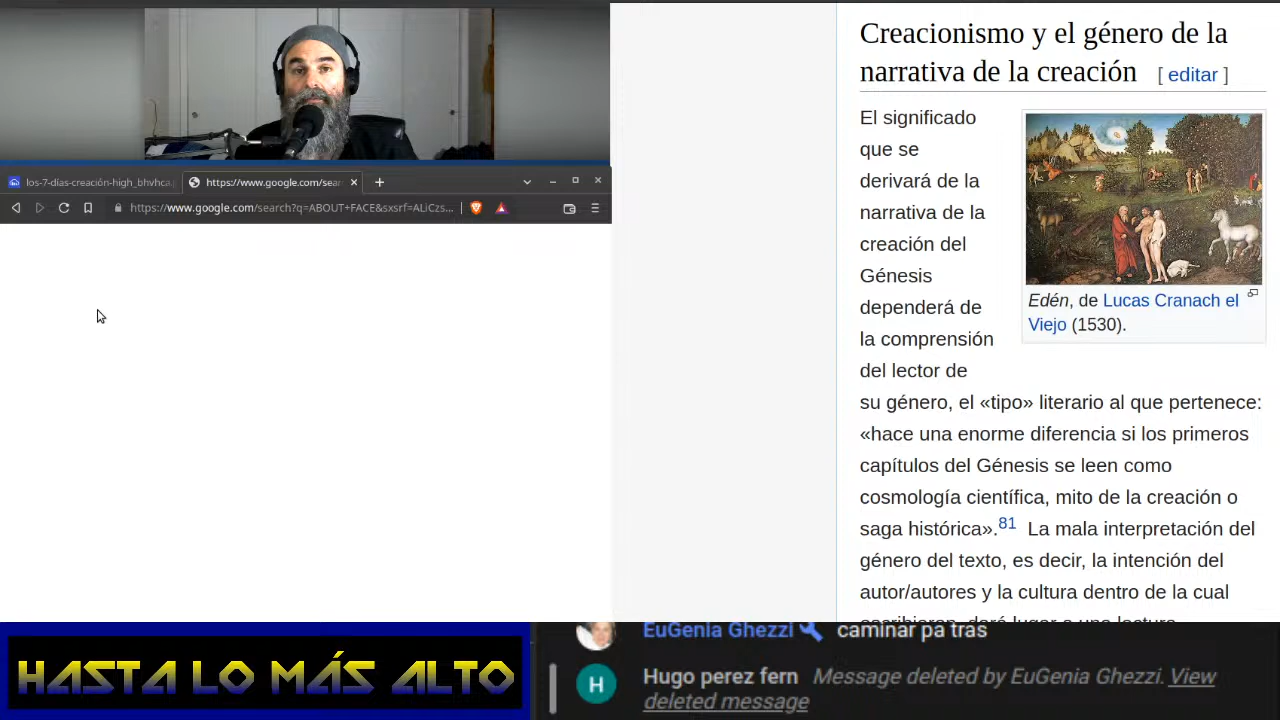 los-7-dias-creación-high_bhvhca.
https://www.google.com/sear
https://www.google.com/search?q=ABOUT+FACE&sxsrf=ALiCzs...
Creacionismo y el género de la
narrativa de la creación [ editar ]
El significado
que se
derivará de la
narrativa de la
creación del
Génesis
dependerá de
la comprensión
del lector de
Edén, de Lucas Cranach el
Viejo (1530).
su género, el «tipo» literario al que pertenece:
«hace una enorme diferencia si los primeros
capítulos del Génesis se leen como
cosmología científica, mito de la creación o
saga histórica».81 La mala interpretación del
género del texto, es decir, la intención del
autor/autores y la cultura dentro de la cual
EuGenia Ghezzi caminar pa tras
H Hugo perez fern Message deleted by EuGenia Ghezzi. View
deleted message
HASTA LO MÁS ALTO